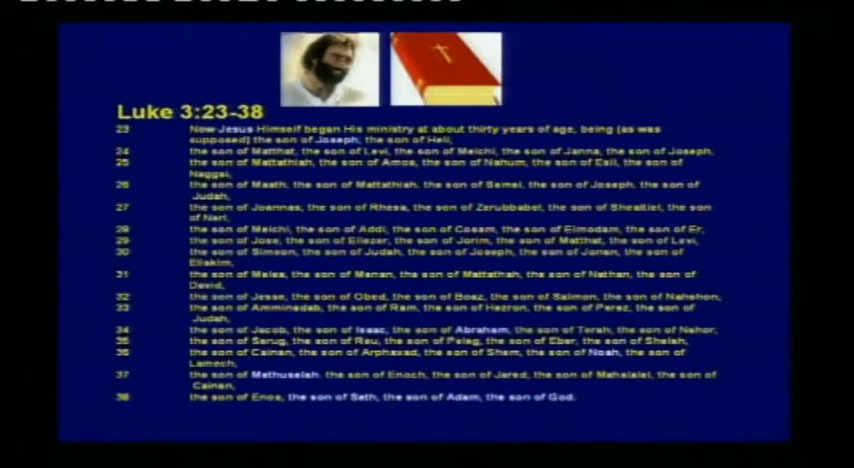 Luke 3:23-38
23 Now Jesus Himself began His ministry at about thirty years of age, being (as was
supposed) the son of Joseph, the son of Heli,
24 the son of Matthat, the son of Levi, the son of Melchi, the son of Janna, the son of Joseph,
25 the son of Mattathiah, the son of Amos, the son of Nahum, the son of Esli, the son of
Naggai,
26 the son of Maath, the son of Mattathiah, the son of Semei, the son of Joseph, the son of
Judah,
27 the son of Joannas, the son of Rhesa, the son of Zerubbabel, the son of Shealtiel, the son
of Neri,
28 the son of Melchi, the son of Addi, the son of Cosam, the son of Elmodam, the son of Er,
29 the son of Jose, the son of Eliezer, the son of Jorim, the son of Matthat, the son of Levi,
30 the son of Simeon, the son of Judah, the son of Joseph, the son of Jonan, the son of
Eliakim,
31 the son of Melea, the son of Menan, the son of Mattathah, the son of Nathan, the son of
David,
32 the son of Jesse, the son of Obed, the son of Boaz, the son of Salmon, the son of Nahshon,
33 the son of Amminadab, the son of Ram, the son of Hezron, the son of Perez, the son of
Judah,
34 the son of Jacob, the son of Isaac, the son of Abraham, the son of Terah, the son of Nahor,
35 the son of Serug, the son of Reu, the son of Peleg, the son of Eber, the son of Shelah,
36 the son of Cainan, the son of Arphaxad, the son of Shem, the son of Noah, the son of
Lamech,
37 the son of Methuselah, the son of Enoch, the son of Jared, the son of Mahalalel, the son of
Cainan,
38 the son of Enos, the son of Seth, the son of Adam, the son of God.